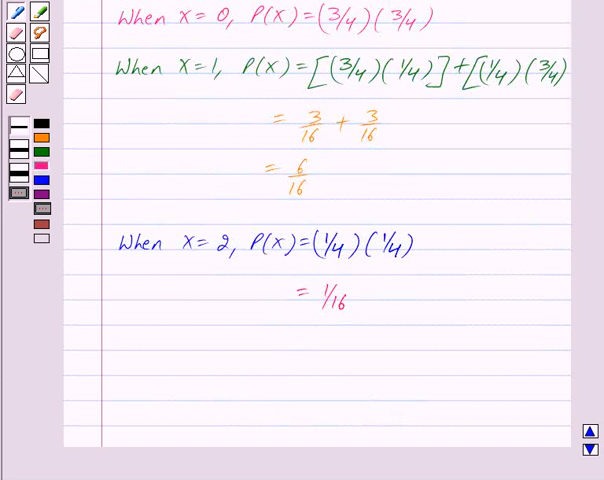 When X = 0, P(X) = (3/4)(3/4)
When X = 1, P(X) = [(3/4)(1/4)] + [(1/4)(3/4)
= 3/16 + 3/16
= 6/16
When X = 2, P(X) = (1/4)(1/4)
= 1/16